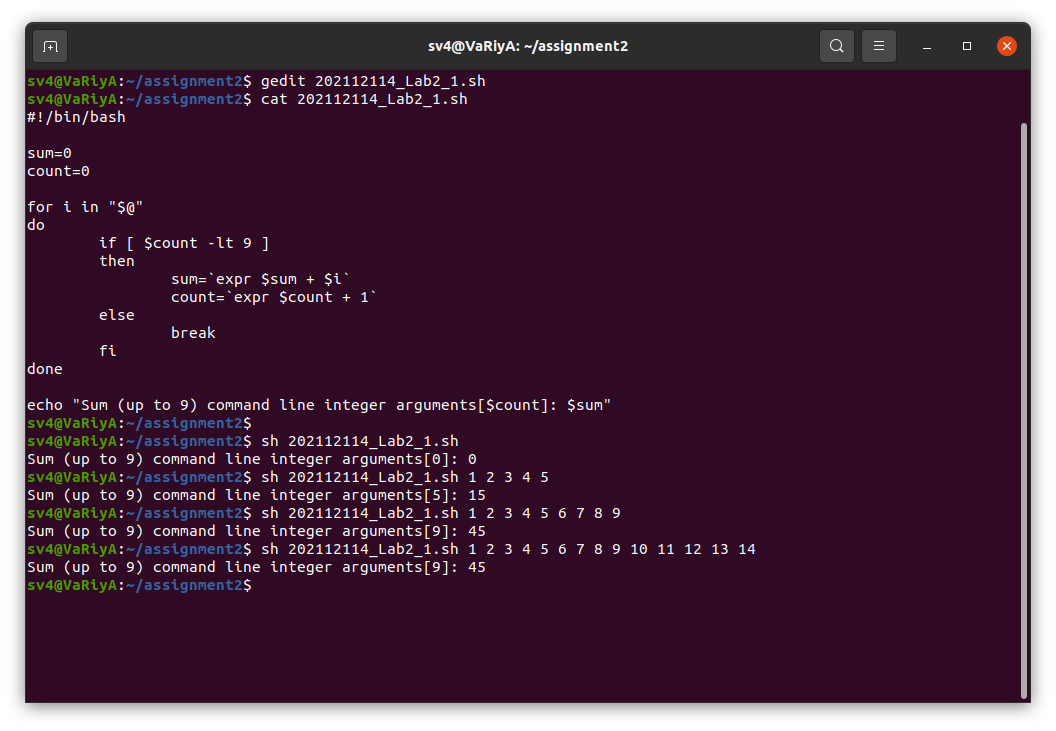 sv4@VaRiyA: ~/assignment2
sv4@VaRiyA:~/assignment2$ gedit 202112114_Lab2_1.sh
sv4@VaRiyA:~/assignment2$ cat 202112114_Lab2_1.sh
#!/bin/bash

sum=0
count=0

for i in "$@"
do
        if [ $count -lt 9 ]
        then
                sum=`expr $sum + $i`
                count=`expr $count + 1`
        else
                break
        fi
done

echo "Sum (up to 9) command line integer arguments[$count]: $sum"
sv4@VaRiyA:~/assignment2$
sv4@VaRiyA:~/assignment2$ sh 202112114_Lab2_1.sh
Sum (up to 9) command line integer arguments[0]: 0
sv4@VaRiyA:~/assignment2$ sh 202112114_Lab2_1.sh 1 2 3 4 5
Sum (up to 9) command line integer arguments[5]: 15
sv4@VaRiyA:~/assignment2$ sh 202112114_Lab2_1.sh 1 2 3 4 5 6 7 8 9
Sum (up to 9) command line integer arguments[9]: 45
sv4@VaRiyA:~/assignment2$ sh 202112114_Lab2_1.sh 1 2 3 4 5 6 7 8 9 10 11 12 13 14
Sum (up to 9) command line integer arguments[9]: 45
sv4@VaRiyA:~/assignment2$